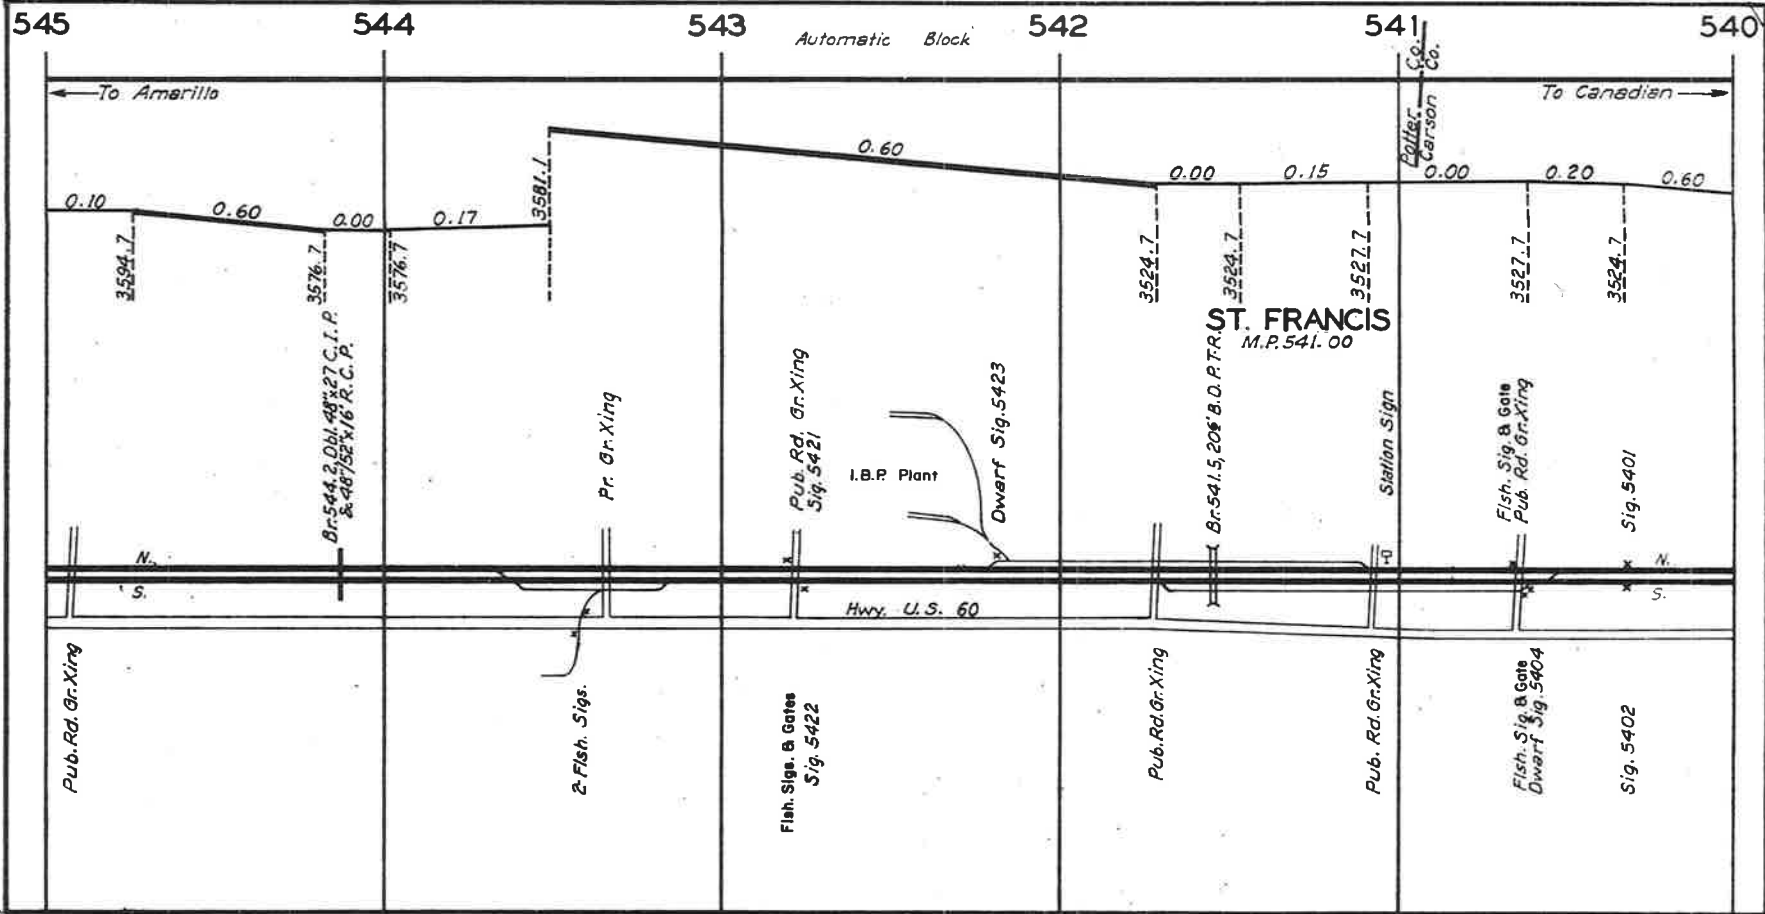 545 544 543 542 541 540
Automatic Block
Potter Co.
Carson Co.
To Amarillo
To Canadian
0.10
0.60
0.00
0.17
0.60
0.00
0.15
0.00
0.20
0.60
3594.7
3576.7
3576.7
3581.1
3524.7
3524.7
3527.7
3527.7
3524.7
ST. FRANCIS
M.P. 541.00
Br. 544.2, Dbl. 48"x27' C.I.P.
& 48"/52"x16' R.C.P.
Pr. Gr. Xing
Pub. Rd. Gr. Xing
Sig. 5421
I.B.P. Plant
Dwarf Sig. 5423
Br. 541.5, 206' B.D.P.T.R.
Station Sign
Flsh. Sig. & Gate
Pub. Rd. Gr. Xing
Sig. 5401
N.
S.
N.
S.
Hwy. U.S. 60
Pub. Rd. Gr. Xing
2-Flsh. Sigs.
Flsh. Sigs. & Gates
Sig. 5422
Pub. Rd. Gr. Xing
Pub. Rd. Gr. Xing
Flsh. Sig. & Gate
Dwarf Sig. 5404
Sig. 5402